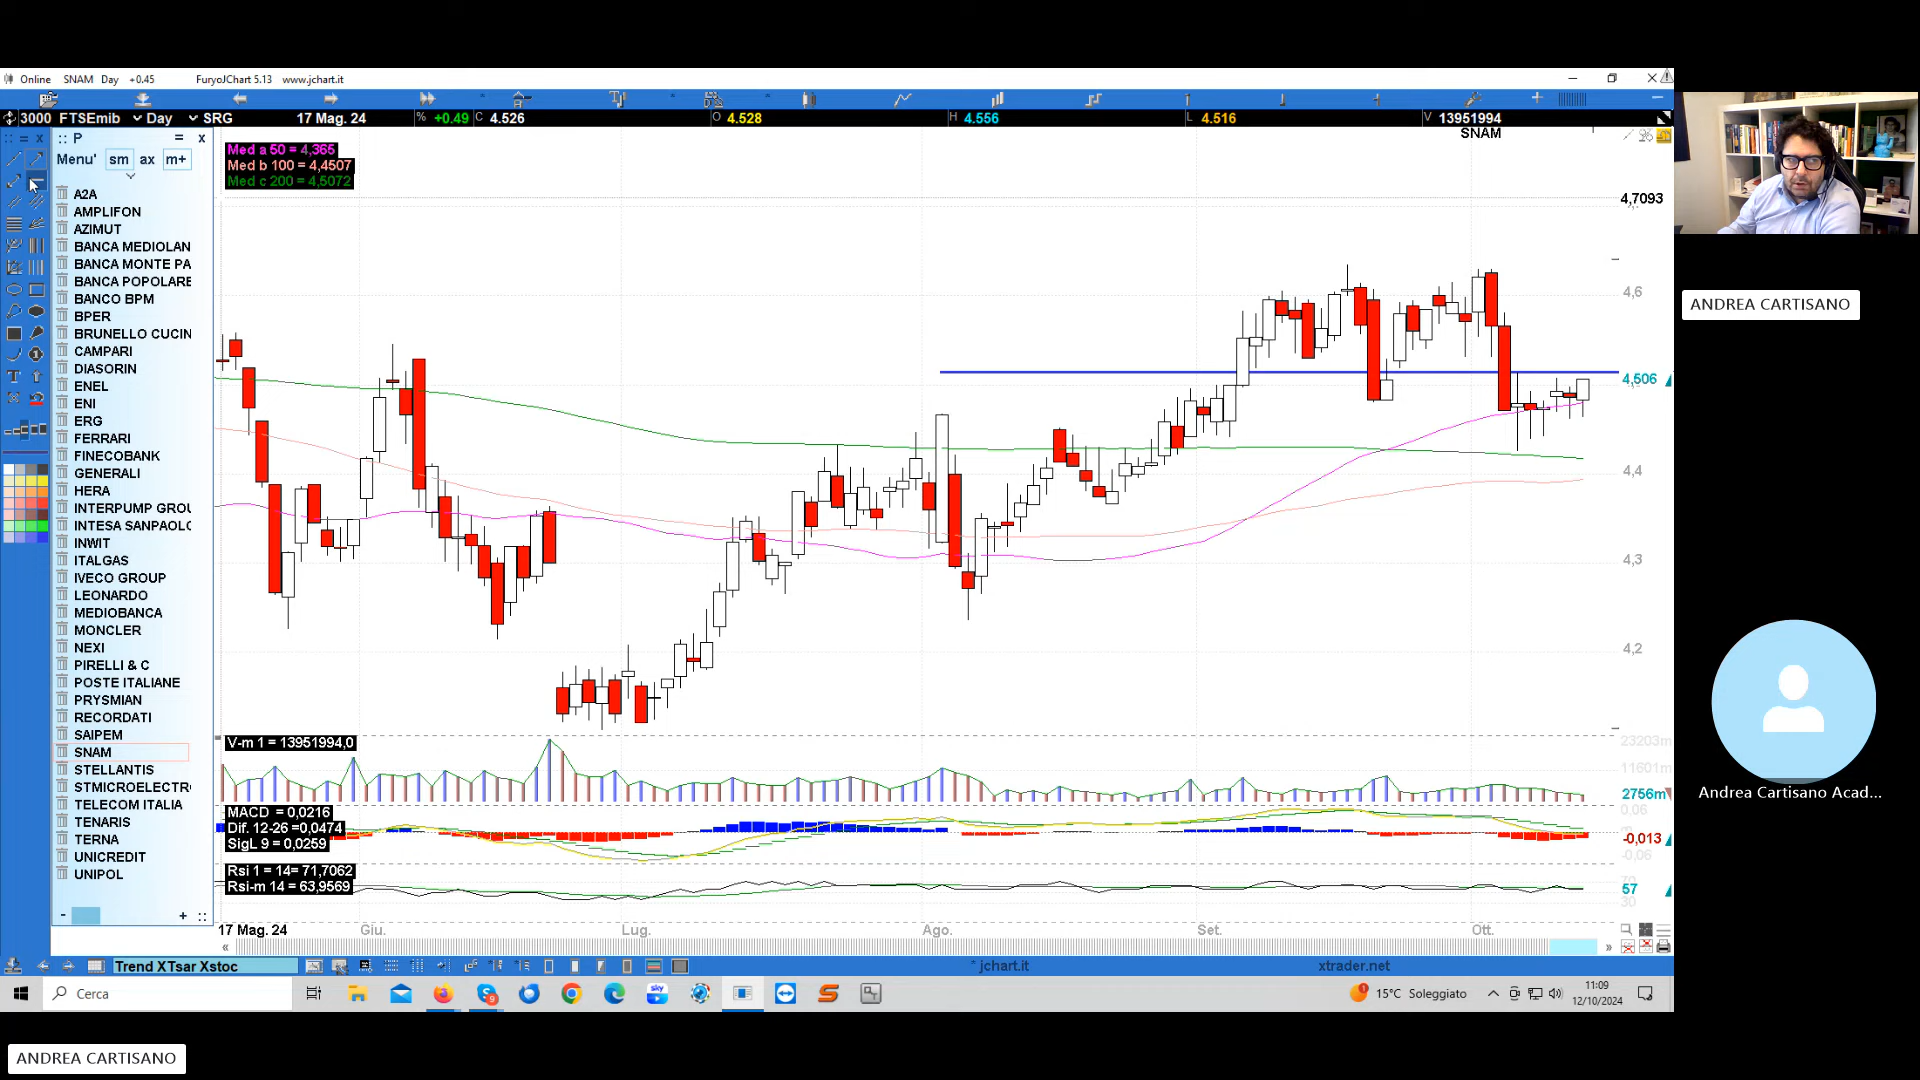 Online SNAM Day +0.45 FuryoJChart 5.13 www.jchart.it
3000 FTSEmib Day SRG 17 Mag. 24 % +0.49 C 4.526 O 4.528 H 4.556 L 4.516 V 13951994
P = x
Menu' sm ax m+
A2A
AMPLIFON
AZIMUT
BANCA MEDIOLAN
BANCA MONTE PA
BANCA POPOLARE
BANCO BPM
BPER
BRUNELLO CUCIN
CAMPARI
DIASORIN
ENEL
ENI
ERG
FERRARI
FINECOBANK
GENERALI
HERA
INTERPUMP GROU
INTESA SANPAOLO
INWIT
ITALGAS
IVECO GROUP
LEONARDO
MEDIOBANCA
MONCLER
NEXI
PIRELLI & C
POSTE ITALIANE
PRYSMIAN
RECORDATI
SAIPEM
SNAM
STELLANTIS
STMICROELECTR
TELECOM ITALIA
TENARIS
TERNA
UNICREDIT
UNIPOL
- +
SNAM
Med a 50 = 4,365
Med b 100 = 4,4507
Med c 200 = 4,5072
4,7093
4,6
4,506
4,4
4,3
4,2
V-m 1 = 13951994,0
23203m
11601m
2756m
MACD = 0,0216
Dif. 12-26 =0,0474
SigL 9 = 0,0259
0.06
-0,013
-0.06
Rsi 1 = 14= 71,7062
Rsi-m 14 = 63,9569
70
57
30
17 Mag. 24 Giu. Lug. Ago. Set. Ott.
« »
Trend XTsar Xstoc
* jchart.it
xtrader.net
Cerca
15°C Soleggiato
11:09
12/10/2024
ANDREA CARTISANO
Andrea Cartisano Acad...
ANDREA CARTISANO